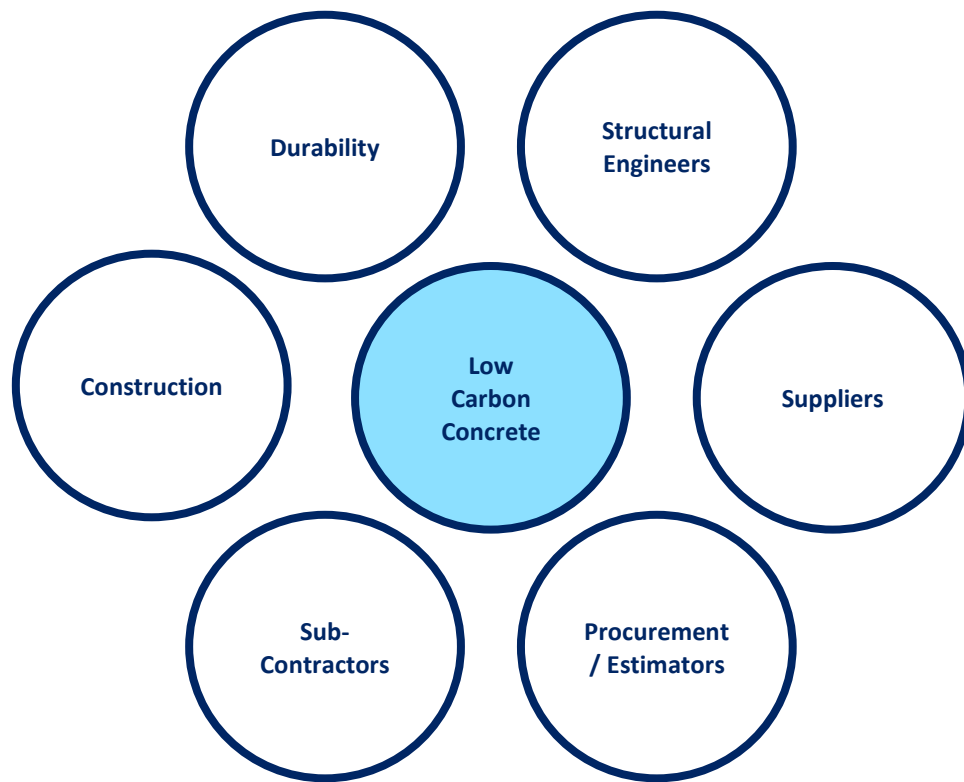 Durability
Structural
Engineers
Construction
Low
Carbon
Concrete
Suppliers
Sub-
Contractors
Procurement
/ Estimators